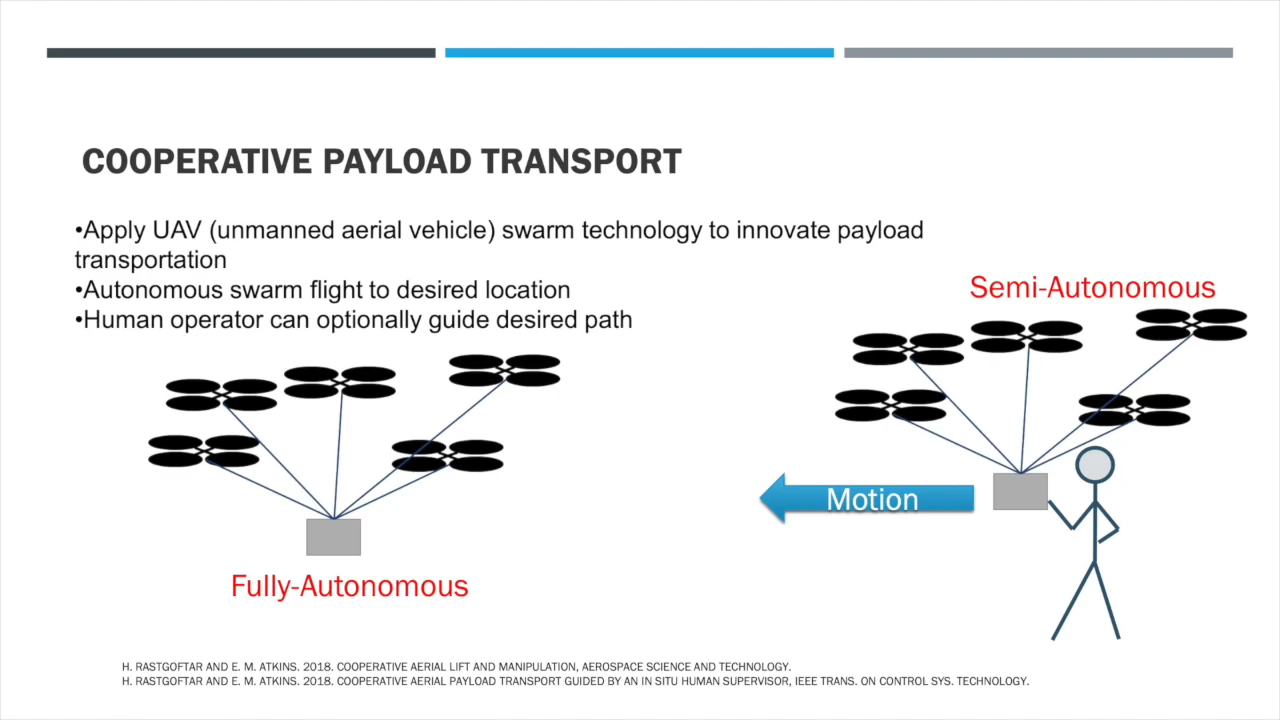 COOPERATIVE PAYLOAD TRANSPORT
•Apply UAV (unmanned aerial vehicle) swarm technology to innovate payload
transportation
•Autonomous swarm flight to desired location
•Human operator can optionally guide desired path
Semi-Autonomous
Motion
Fully-Autonomous
H. RASTGOFTAR AND E. M. ATKINS. 2018. COOPERATIVE AERIAL LIFT AND MANIPULATION, AEROSPACE SCIENCE AND TECHNOLOGY.
H. RASTGOFTAR AND E. M. ATKINS. 2018. COOPERATIVE AERIAL PAYLOAD TRANSPORT GUIDED BY AN IN SITU HUMAN SUPERVISOR, IEEE TRANS. ON CONTROL SYS. TECHNOLOGY.